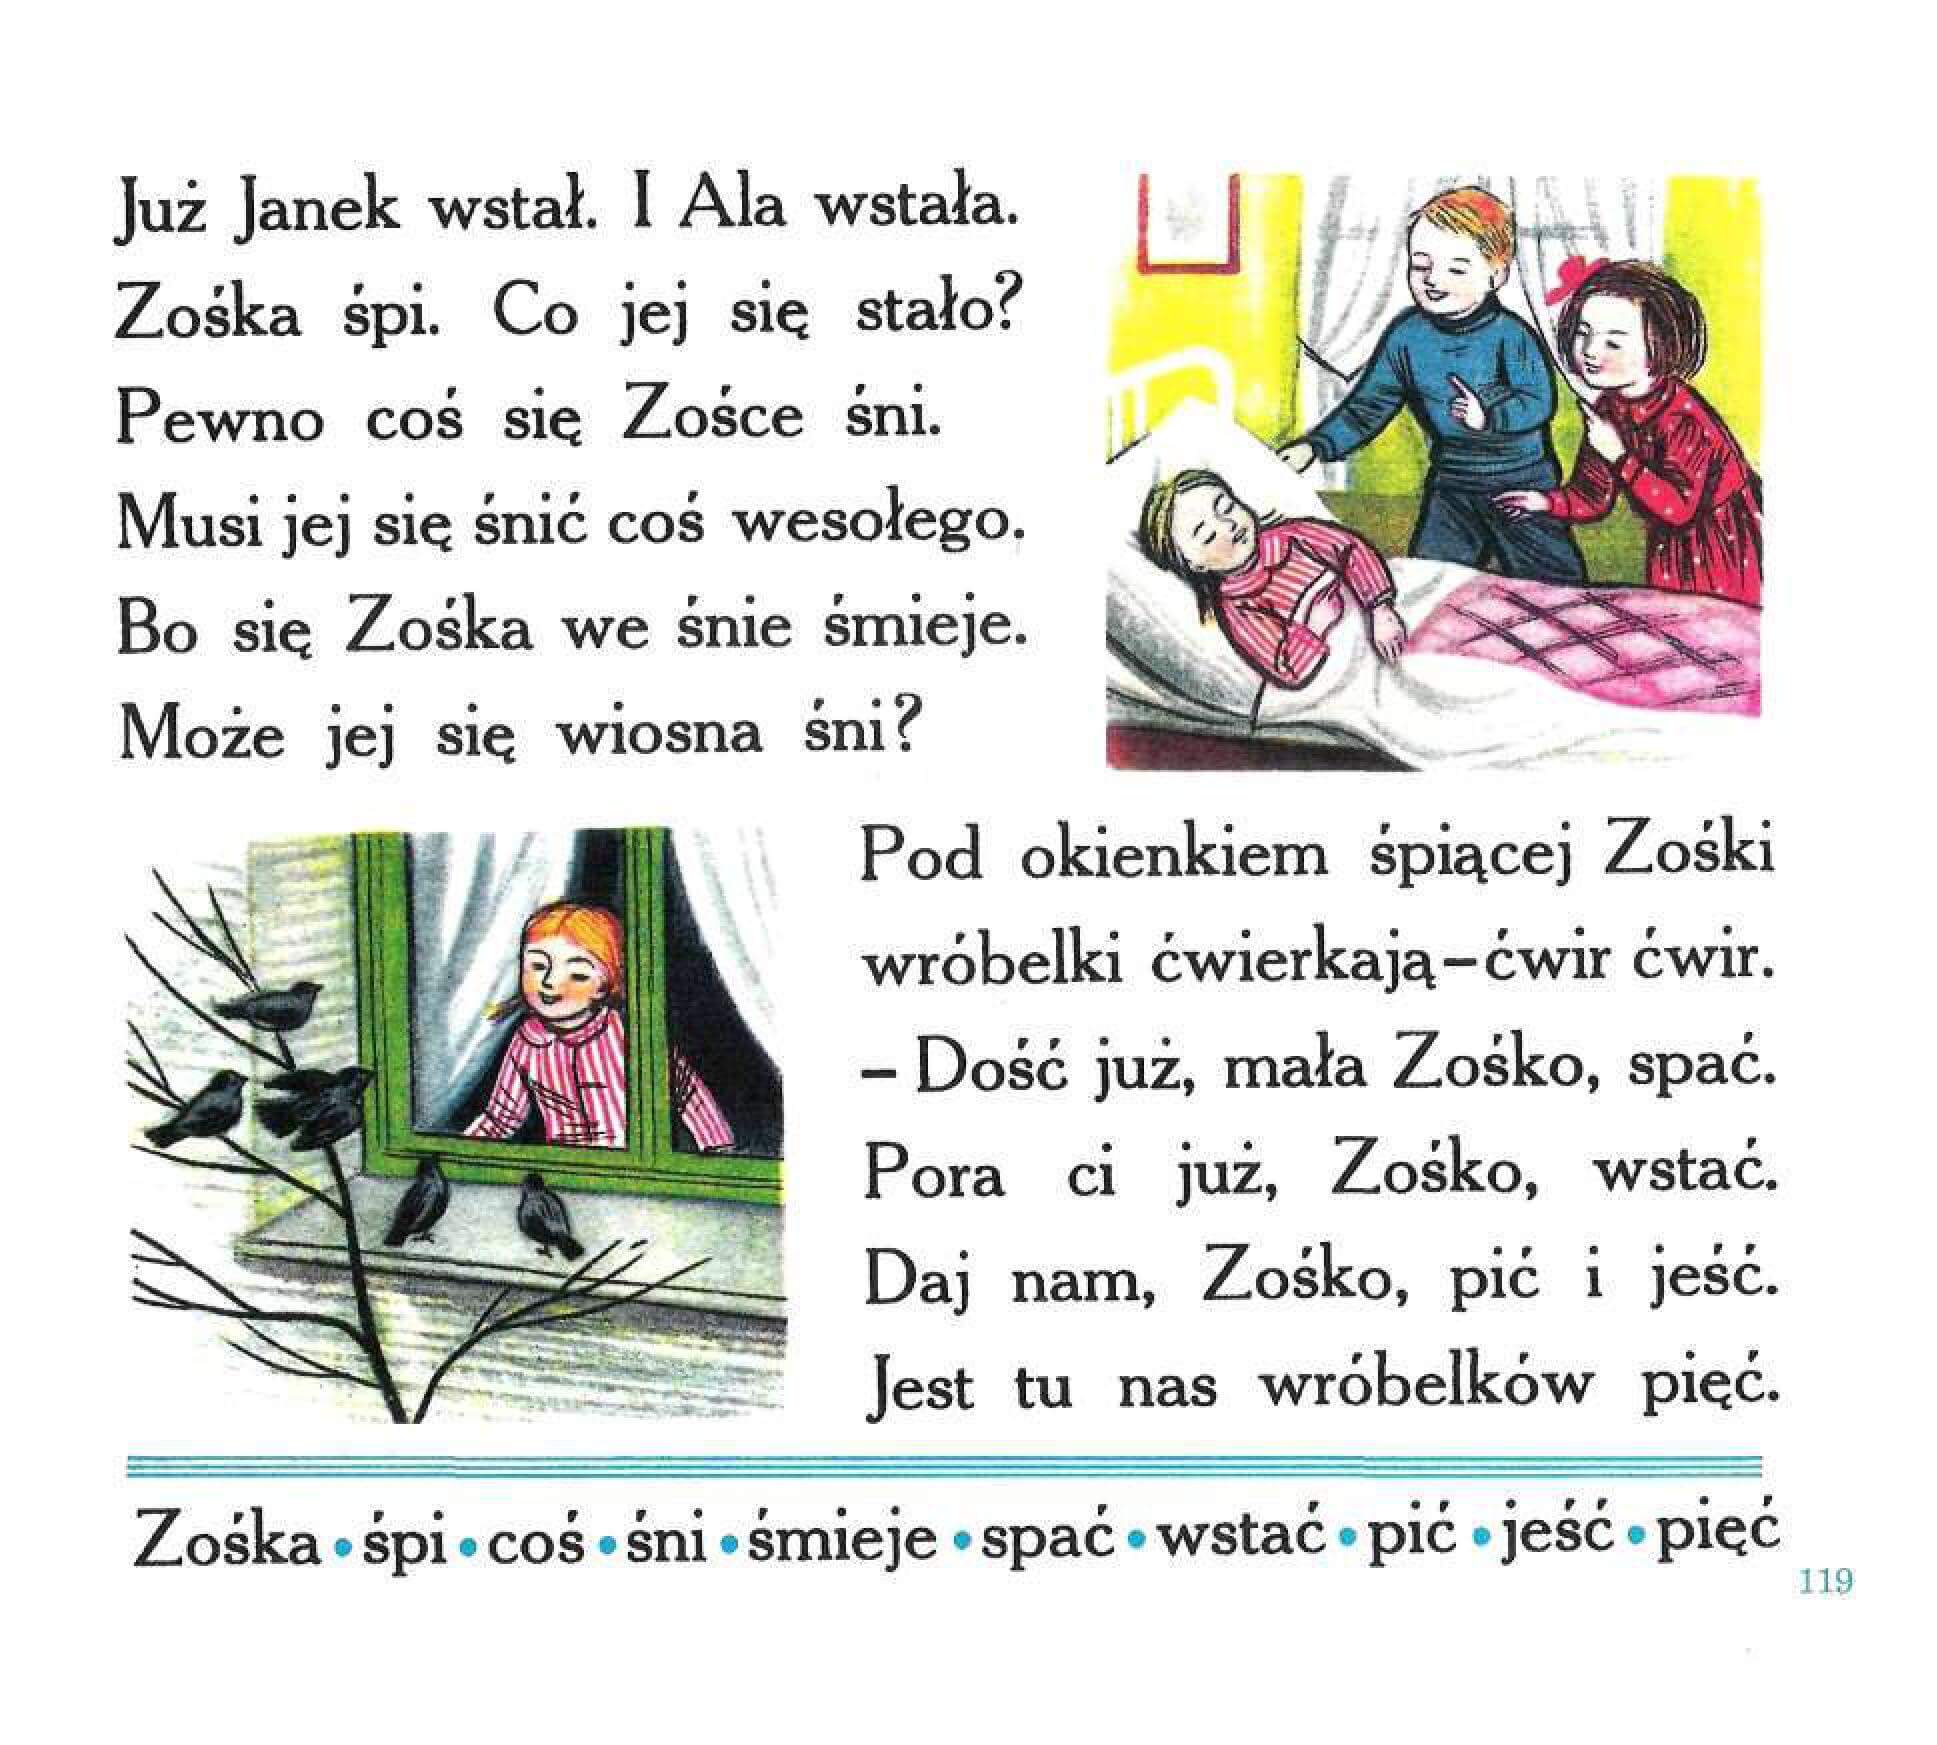 Już Janek wstał. I Ala wstała.
Zośka śpi. Co jej się stało?
Pewno coś się Zośce śni.
Musi jej się śnić coś wesołego.
Bo się Zośka we śnie śmieje.
Może jej się wiosna śni?
Pod okienkiem śpiącej Zośki
wróbelki ćwierkają–ćwir ćwir.
– Dość już, mała Zośko, spać.
Pora ci już, Zośko, wstać.
Daj nam, Zośko, pić i jeść.
Jest tu nas wróbelków pięć.
Zośka • śpi • coś • śni • śmieje • spać • wstać • pić • jeść • pięć
119